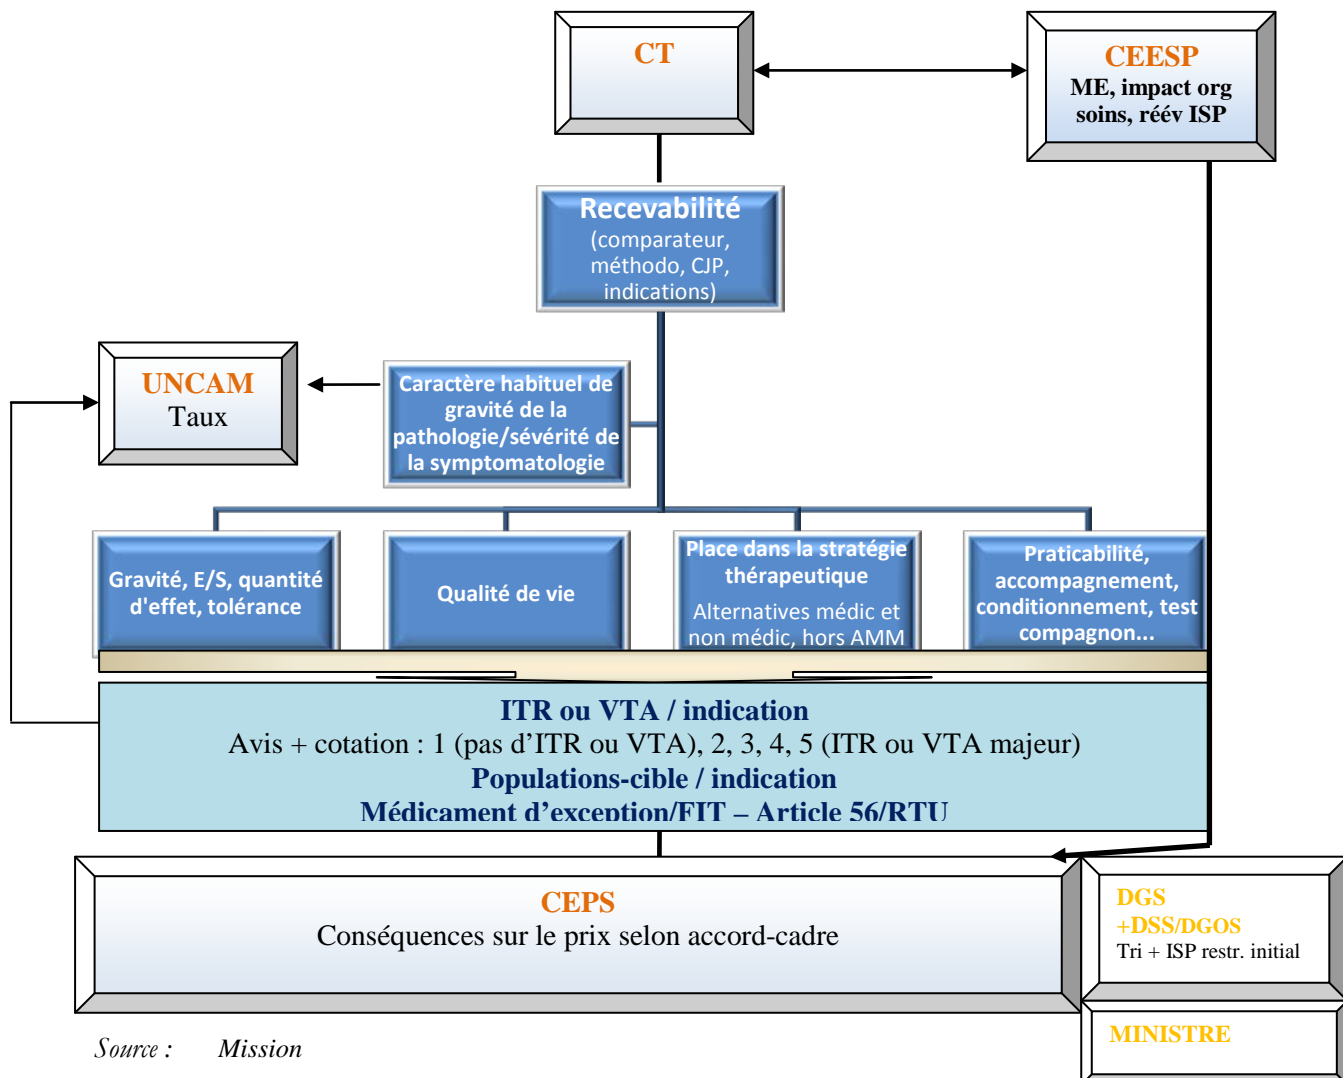 CT
CEESP
ME, impact org
soins, réév ISP
Recevabilité
(comparateur,
méthodo, CJP,
indications)
UNCAM
Taux
Caractère habituel de
gravité de la
pathologie/sévérité de
la symptomatologie
Gravité, E/S, quantité
d'effet, tolérance
Qualité de vie
Place dans la stratégie
thérapeutique
Alternatives médic et
non médic, hors AMM
Praticabilité,
accompagnement,
conditionnement, test
compagnon...
ITR ou VTA / indication
Avis + cotation : 1 (pas d’ITR ou VTA), 2, 3, 4, 5 (ITR ou VTA majeur)
Populations-cible / indication
Médicament d’exception/FIT – Article 56/RTU
CEPS
Conséquences sur le prix selon accord-cadre
DGS
+DSS/DGOS
Tri + ISP restr. initial
MINISTRE
Source : Mission